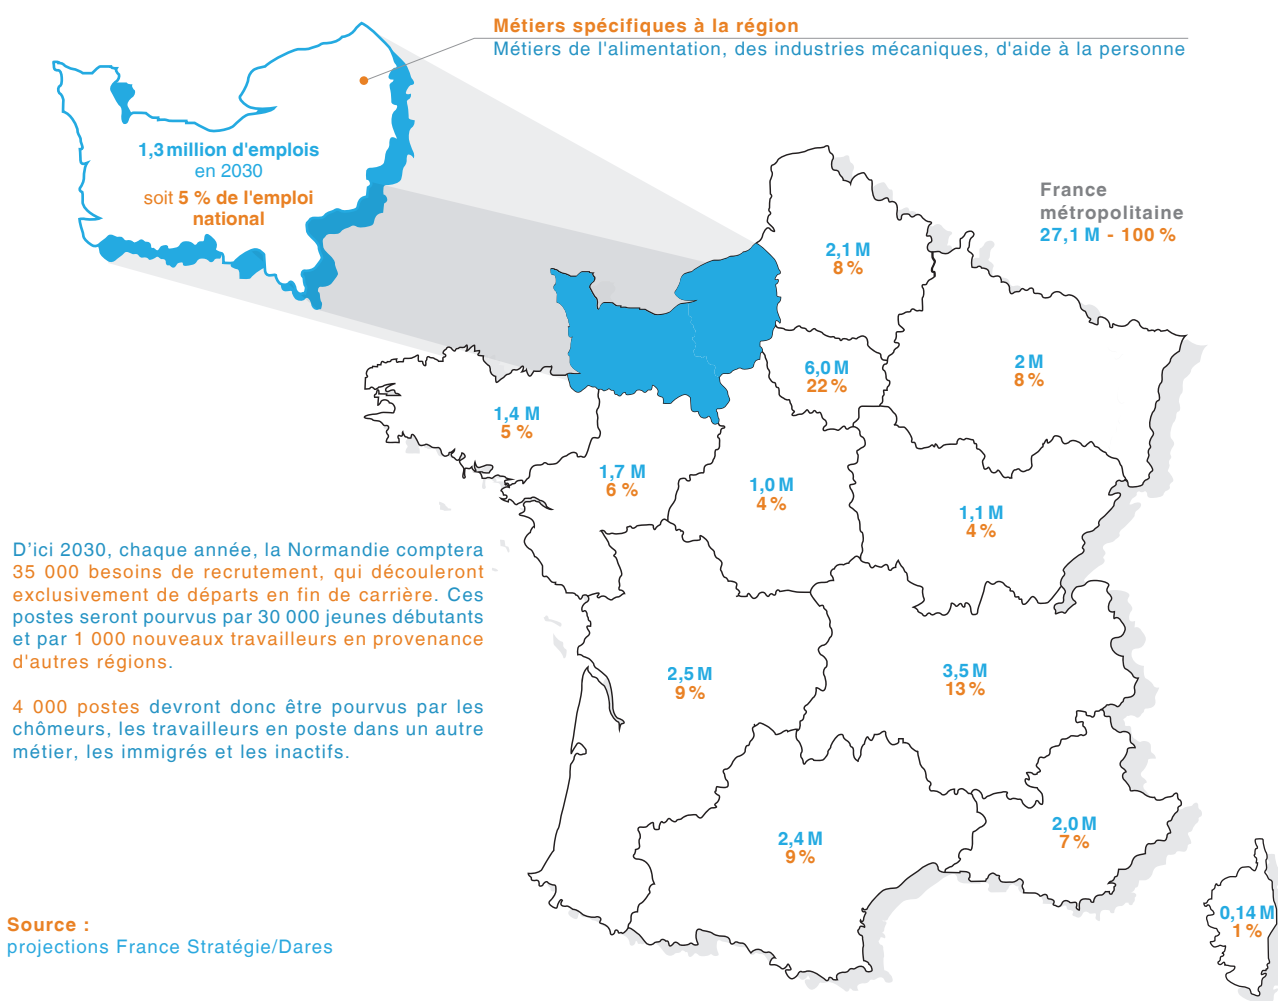 Métiers spécifiques à la région
Métiers de l'alimentation, des industries mécaniques, d'aide à la personne
1,3 million d'emplois
en 2030
soit 5 % de l'emploi
national
France
métropolitaine
27,1 M - 100 %
2,1 M
8 %
6,0 M
22 %
2 M
8 %
1,4 M
5 %
1,7 M
6 %
1,0 M
4 %
1,1 M
4 %
D'ici 2030, chaque année, la Normandie comptera
35 000 besoins de recrutement, qui découleront
exclusivement de départs en fin de carrière. Ces
postes seront pourvus par 30 000 jeunes débutants
et par 1 000 nouveaux travailleurs en provenance
d'autres régions.
4 000 postes devront donc être pourvus par les
chômeurs, les travailleurs en poste dans un autre
métier, les immigrés et les inactifs.
2,5 M
9 %
3,5 M
13 %
2,4 M
9 %
2,0 M
7 %
0,14 M
1 %
Source :
projections France Stratégie/Dares